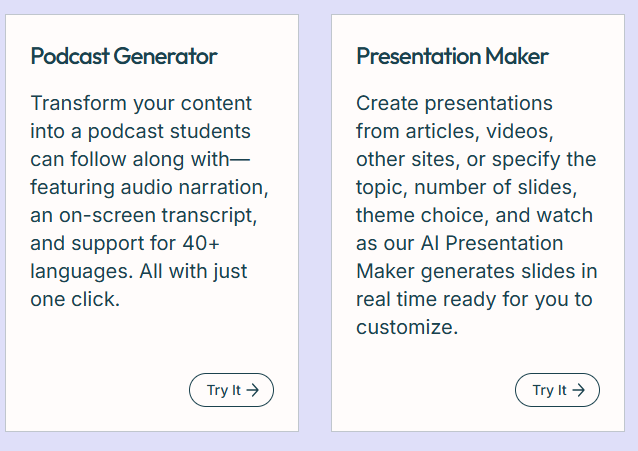 Podcast Generator
Transform your content
into a podcast students
can follow along with—
featuring audio narration,
an on-screen transcript,
and support for 40+
languages. All with just
one click.
Try It →
Presentation Maker
Create presentations
from articles, videos,
other sites, or specify the
topic, number of slides,
theme choice, and watch
as our AI Presentation
Maker generates slides in
real time ready for you to
customize.
Try It →